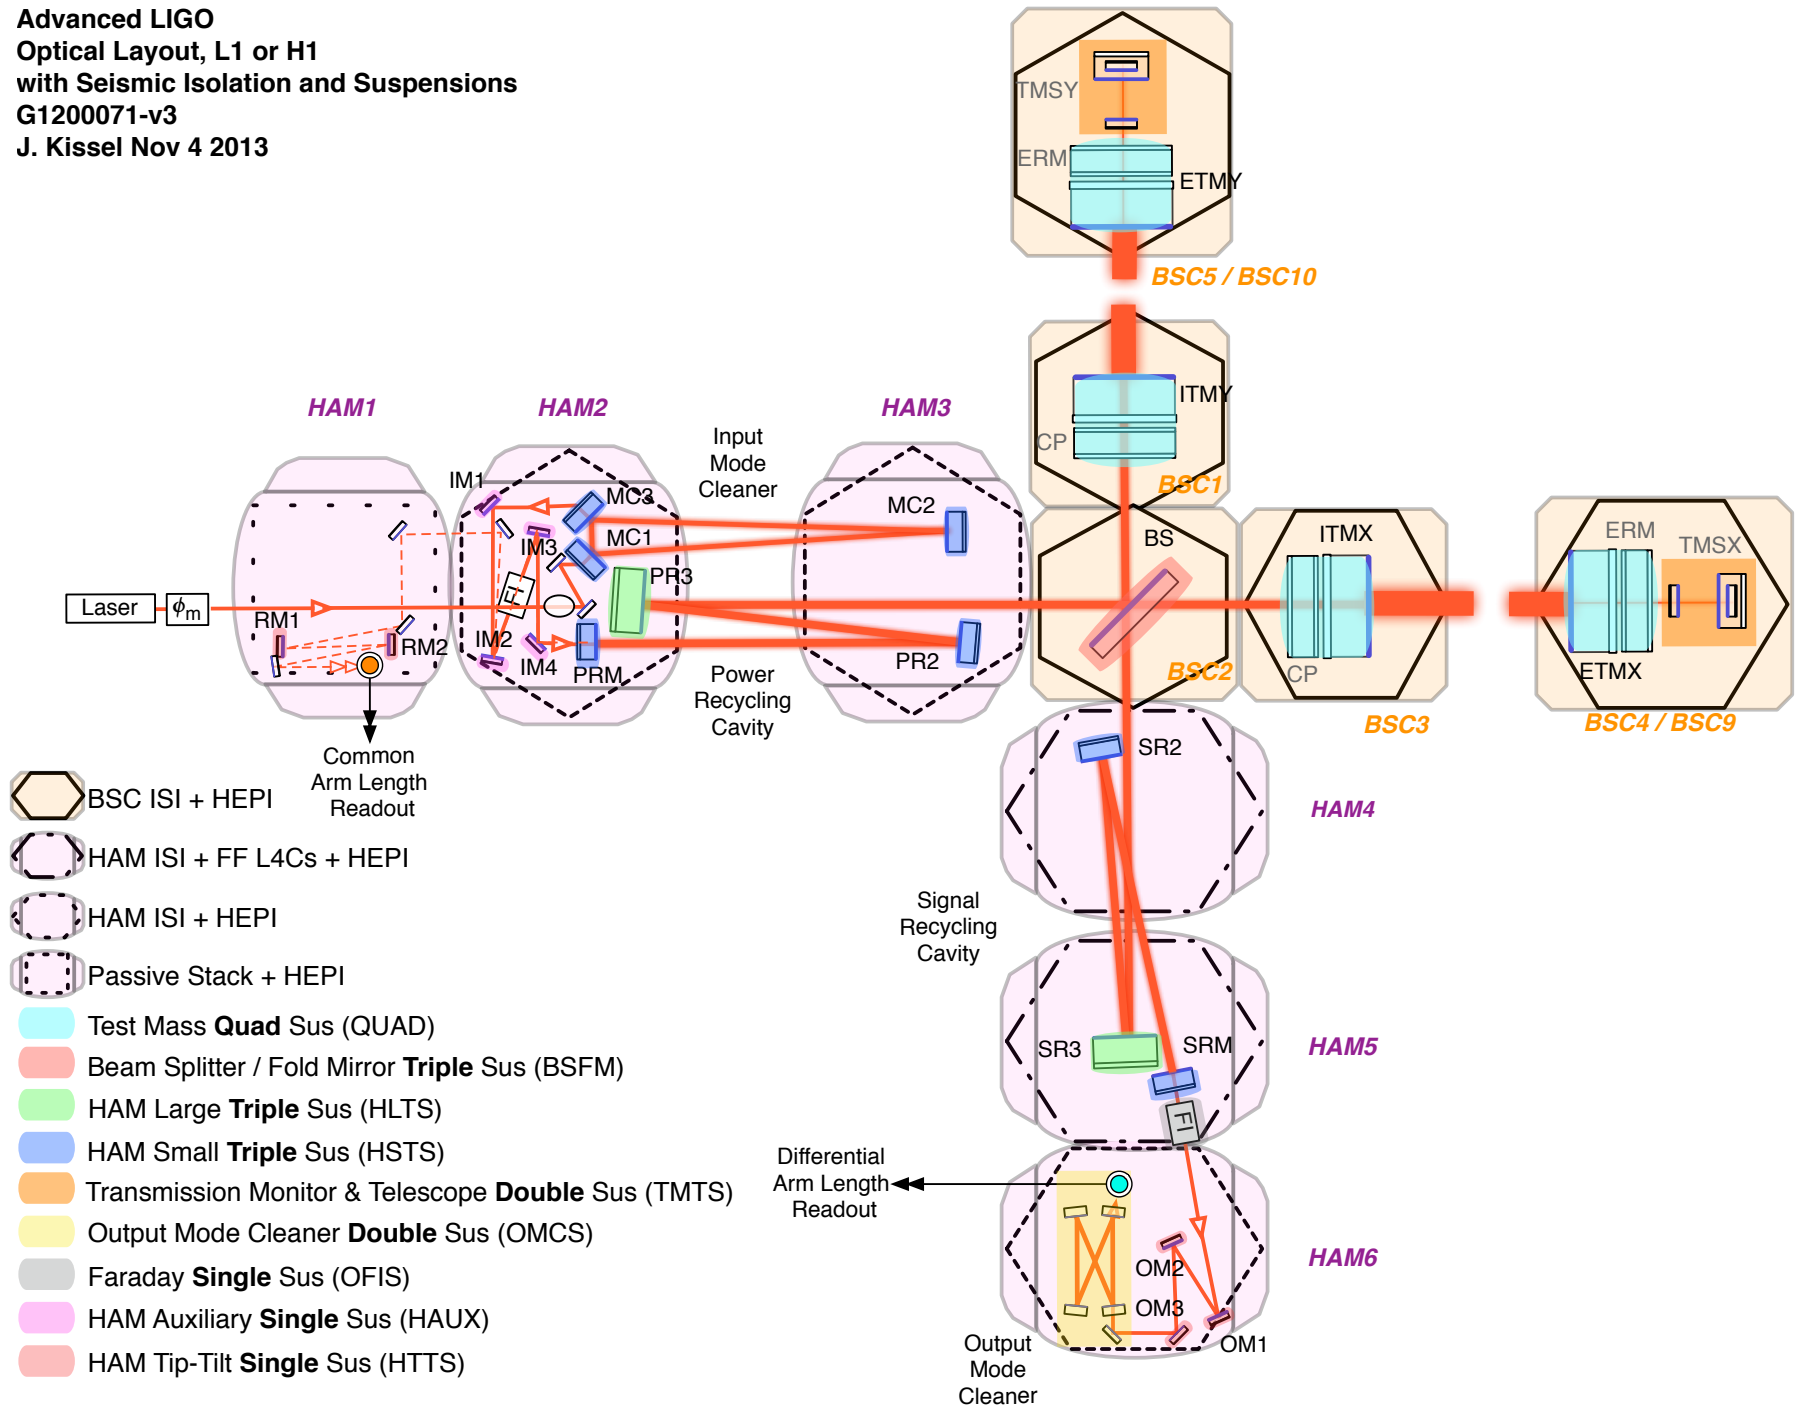 Advanced LIGO
Optical Layout, L1 or H1
with Seismic Isolation and Suspensions
G1200071-v3
J. Kissel Nov 4 2013
TMSY
ERM
ETMY
BSC5 / BSC10
ITMY
CP
BSC1
HAM1
HAM2
HAM3
Input
Mode
Cleaner
IM1
MC3
MC1
IM3
FI
PR3
IM2
IM4
PRM
MC2
PR2
Laser
ϕm
RM1
RM2
Common
Arm Length
Readout
Power
Recycling
Cavity
BS
BSC2
ITMX
CP
BSC3
ERM
TMSX
ETMX
BSC4 / BSC9
SR2
HAM4
Signal
Recycling
Cavity
SR3
SRM
FI
HAM5
Differential
Arm Length
Readout
OM2
OM3
OM1
HAM6
Output
Mode
Cleaner
BSC ISI + HEPI
HAM ISI + FF L4Cs + HEPI
HAM ISI + HEPI
Passive Stack + HEPI
Test Mass Quad Sus (QUAD)
Beam Splitter / Fold Mirror Triple Sus (BSFM)
HAM Large Triple Sus (HLTS)
HAM Small Triple Sus (HSTS)
Transmission Monitor & Telescope Double Sus (TMTS)
Output Mode Cleaner Double Sus (OMCS)
Faraday Single Sus (OFIS)
HAM Auxiliary Single Sus (HAUX)
HAM Tip-Tilt Single Sus (HTTS)